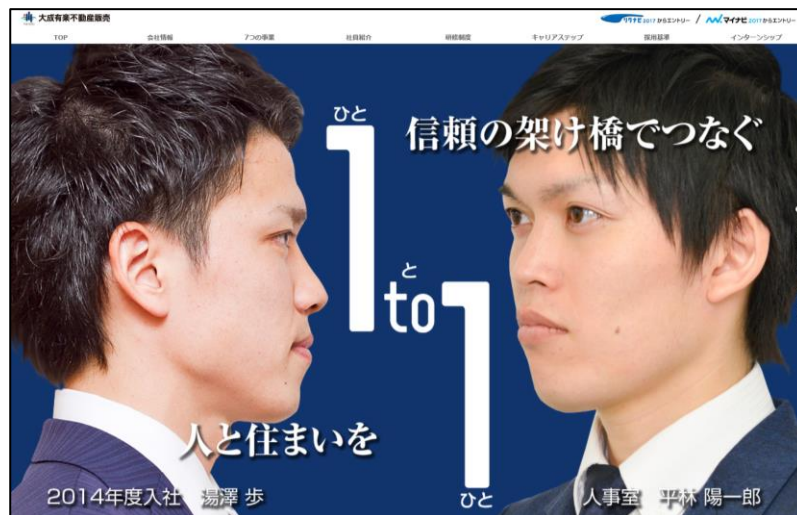 大成有楽不動産販売
リクナビ2017からエントリー / マイナビ2017からエントリー
TOP 会社情報 7つの事業 社員紹介 研修制度 キャリアステップ 採用基準 インターンシップ
信頼の架け橋でつなぐ
ひと
1
と
to
1
ひと
人と住まいを
2014年度入社 湯澤 歩
人事室 平林 陽一郎